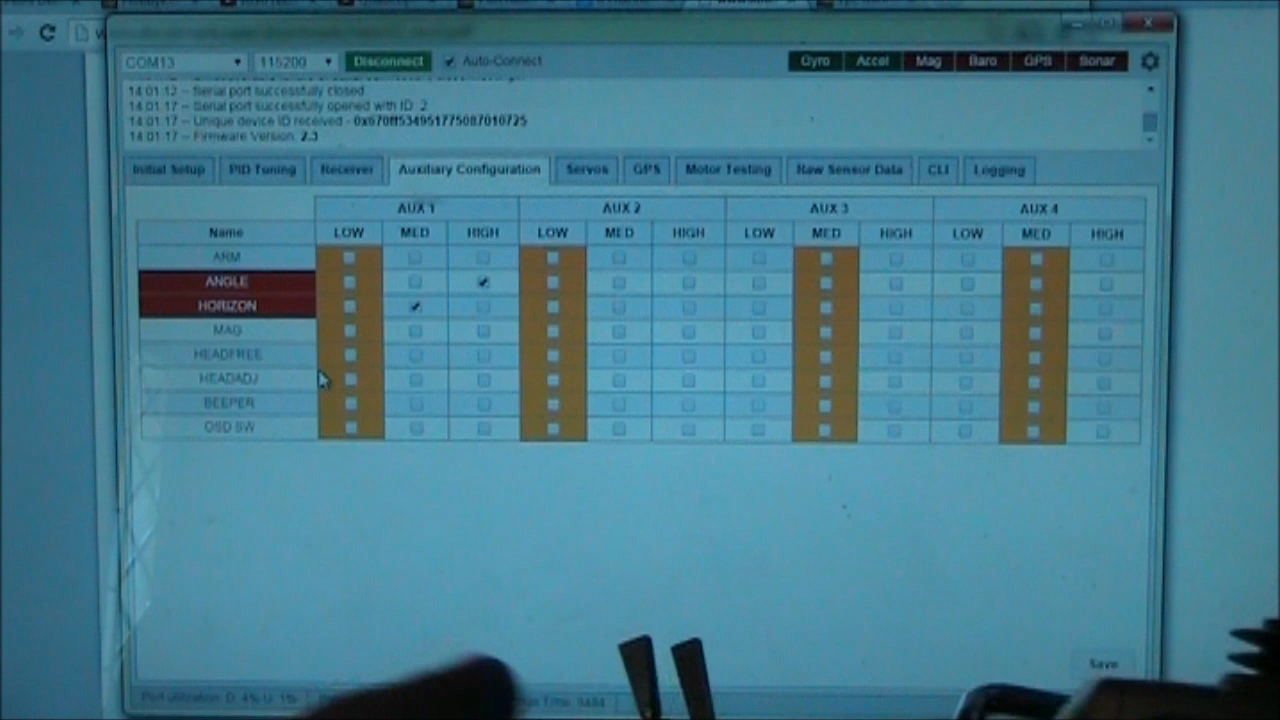 COM13 115200 Disconnect Auto-Connect Gyro Accel Mag Baro GPS Sonar
14:01:12 -- Serial port successfully closed
14:01:17 -- Serial port successfully opened with ID: 2
14:01:17 -- Unique device ID received - 0x670ff534951775087010725
14:01:17 -- Firmware Version: 2.3
Initial Setup PID Tuning Receiver Auxiliary Configuration Servos GPS Motor Testing Raw Sensor Data CLI Logging
AUX 1 AUX 2 AUX 3 AUX 4
Name LOW MED HIGH LOW MED HIGH LOW MED HIGH LOW MED HIGH
ARM
ANGLE
HORIZON
MAG
HEADFREE
HEADADJ
BEEPER
OSD SW
Save
Port utilization: D: 4% U: 1%